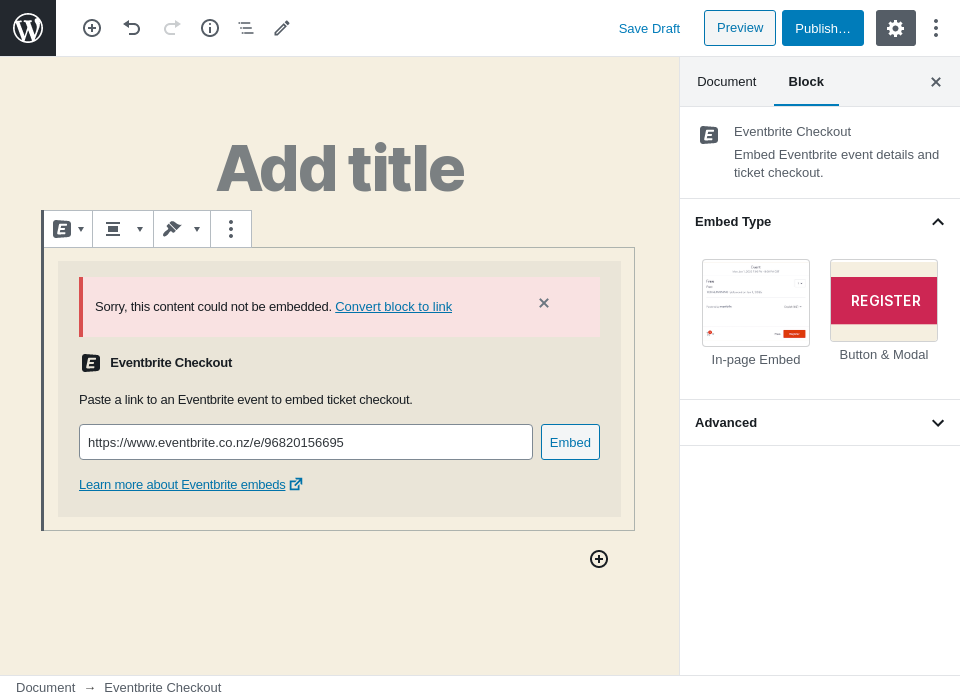 Save Draft
Preview
Publish…
Document
Block
Eventbrite Checkout
Embed Eventbrite event details and
ticket checkout.
Embed Type
REGISTER
In-page Embed
Button & Modal
Advanced
Add title
Sorry, this content could not be embedded. Convert block to link
Eventbrite Checkout
Paste a link to an Eventbrite event to embed ticket checkout.
https://www.eventbrite.co.nz/e/96820156695
Embed
Learn more about Eventbrite embeds
Document → Eventbrite Checkout